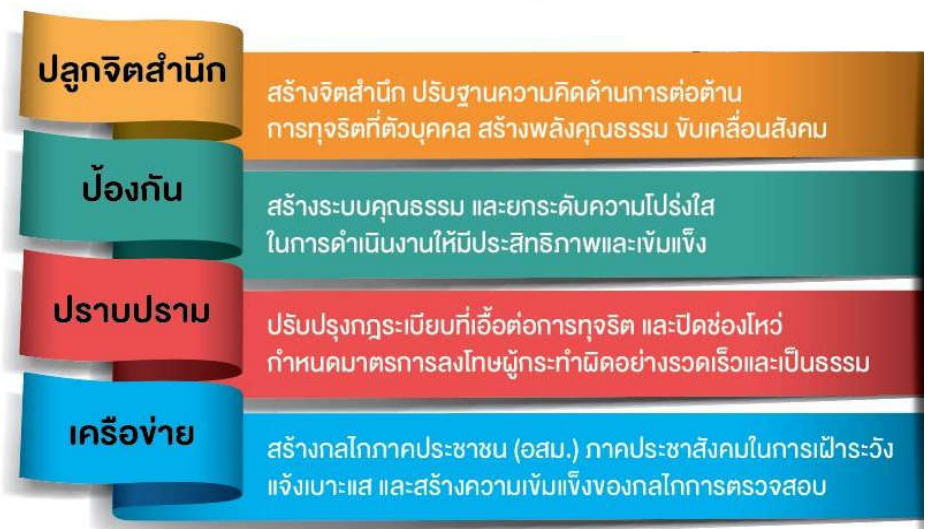 ปลูกจิตสำนึก
สร้างจิตสำนึก ปรับฐานความคิดด้านการต่อต้าน
การทุจริตที่ตัวบุคคล สร้างพลังคุณธรรม ขับเคลื่อนสังคม
ป้องกัน
สร้างระบบคุณธรรม และยกระดับความโปร่งใส
ในการดำเนินงานให้มีประสิทธิภาพและเข้มแข็ง
ปราบปราม
ปรับปรุงกฎระเบียบที่เอื้อต่อการทุจริต และปิดช่องโหว่
กำหนดมาตรการลงโทษผู้กระทำผิดอย่างรวดเร็วและเป็นธรรม
เครือข่าย
สร้างกลไกภาคประชาชน (อสม.) ภาคประชาสังคมในการเฝ้าระวัง
แจ้งเบาะแส และสร้างความเข้มแข็งของกลไกการตรวจสอบ